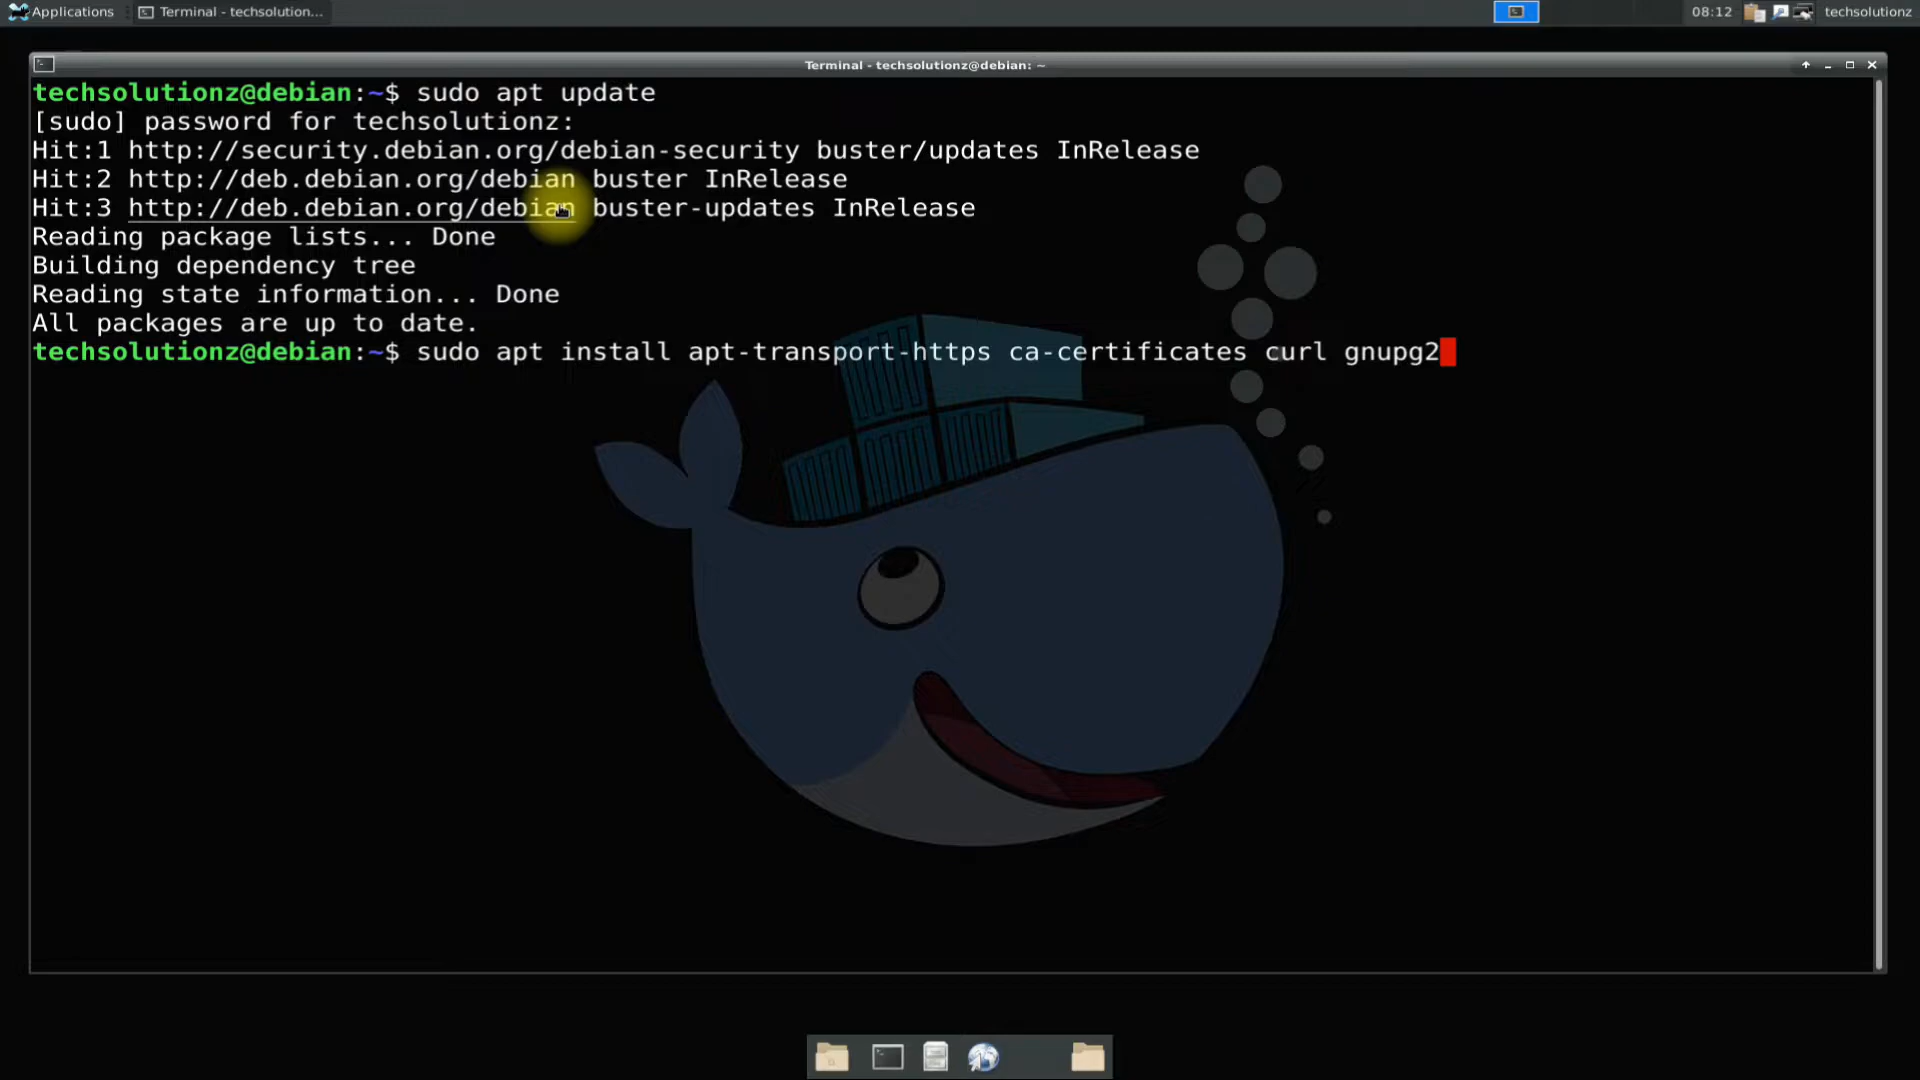 Applications
Terminal - techsolution...
08:12
techsolutionz
Terminal - techsolutionz@debian: ~
techsolutionz@debian:~$ sudo apt update
[sudo] password for techsolutionz:
Hit:1 http://security.debian.org/debian-security buster/updates InRelease
Hit:2 http://deb.debian.org/debian buster InRelease
Hit:3 http://deb.debian.org/debian buster-updates InRelease
Reading package lists... Done
Building dependency tree
Reading state information... Done
All packages are up to date.
techsolutionz@debian:~$ sudo apt install apt-transport-https ca-certificates curl gnupg2